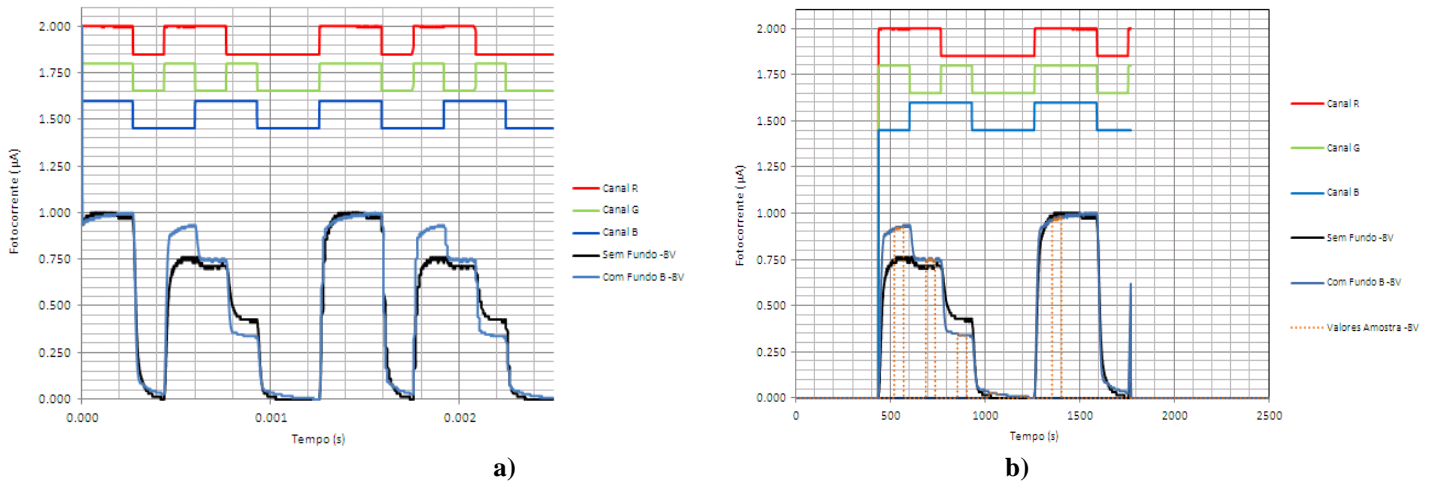 2.000
1.750
1.500
1.250
1.000
0.750
0.500
0.250
0.000
Fotocorrente (µA)
0.000
0.001
0.002
Tempo (s)
Canal R
Canal G
Canal B
Sem Fundo -8V
Com Fundo B -8V
a)
2.000
1.750
1.500
1.250
1.000
0.750
0.500
0.250
0.000
Fotocorrente (µA)
0
500
1000
1500
2000
2500
Tempo (s)
Canal R
Canal G
Canal B
Sem Fundo -8V
Com Fundo B -8V
Valores Amostra -8V
b)